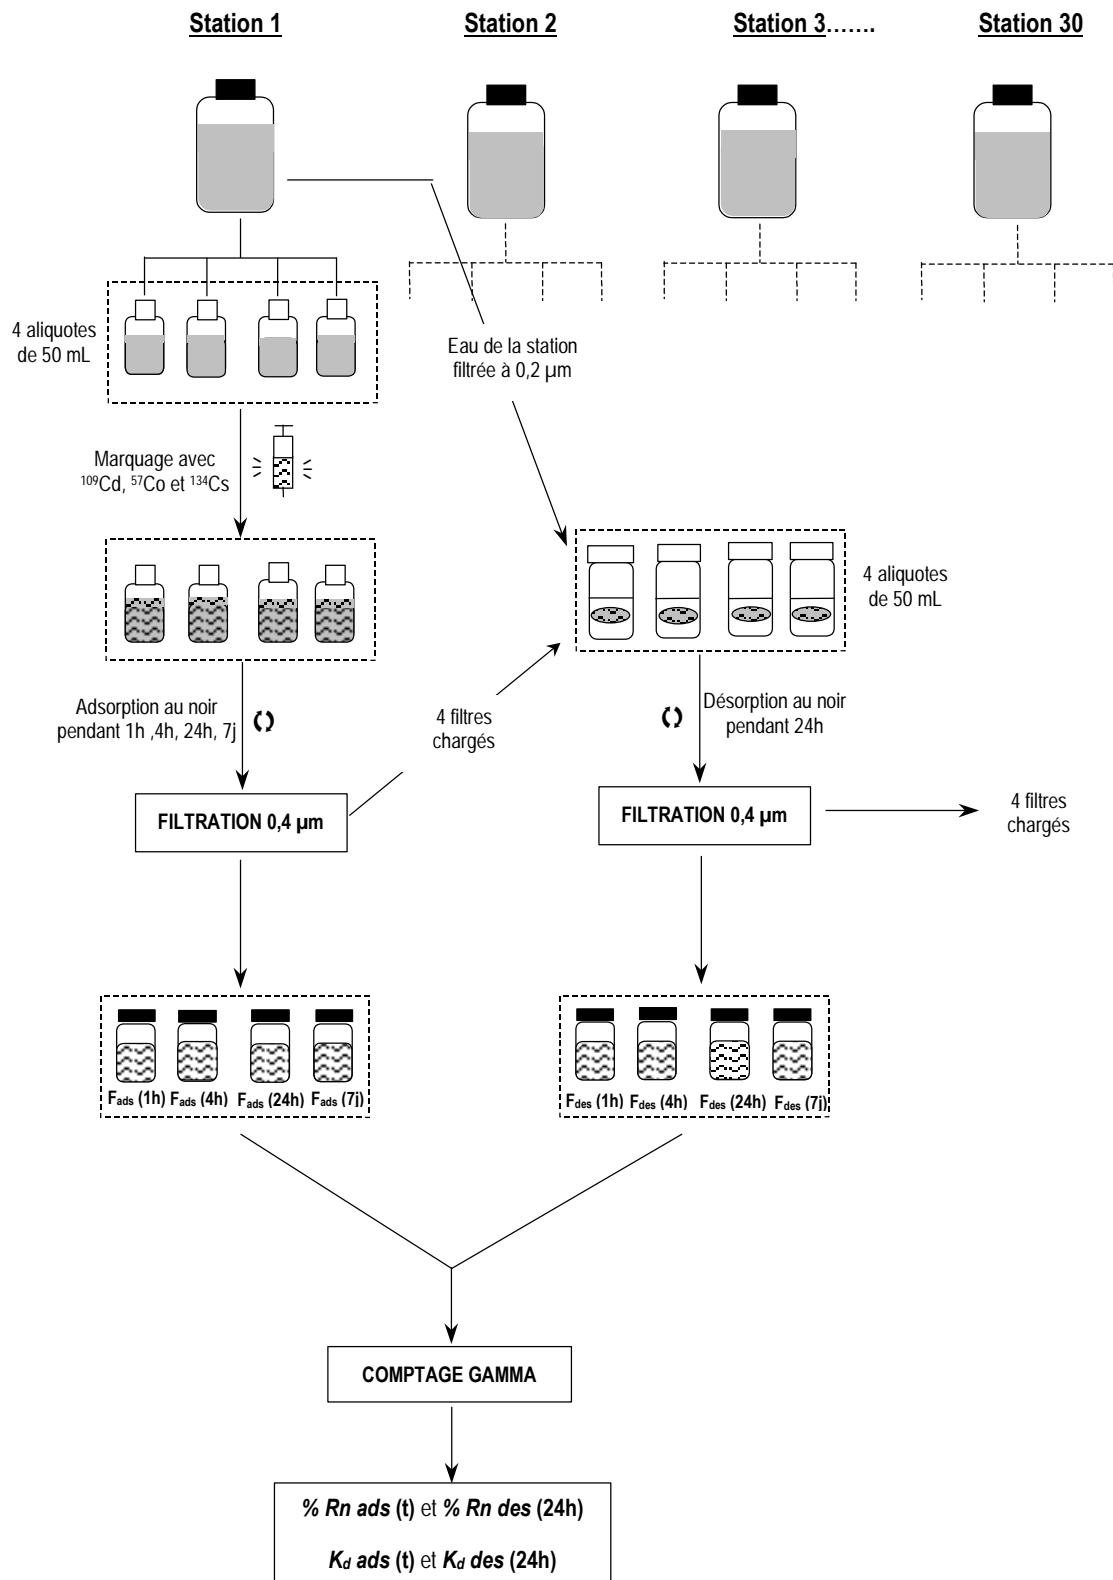 Station 1
Station 2
Station 3.......
Station 30
4 aliquotes
de 50 mL
Eau de la station
filtrée à 0,2 µm
Marquage avec
¹⁰⁹Cd, ⁵⁷Co et ¹³⁴Cs
4 aliquotes
de 50 mL
Adsorption au noir
pendant 1h ,4h, 24h, 7j
4 filtres
chargés
Désorption au noir
pendant 24h
FILTRATION 0,4 µm
FILTRATION 0,4 µm
4 filtres
chargés
Fads (1h) Fads (4h) Fads (24h) Fads (7j)
Fdes (1h) Fdes (4h) Fdes (24h) Fdes (7j)
COMPTAGE GAMMA
% Rn ads (t) et % Rn des (24h)
Kd ads (t) et Kd des (24h)